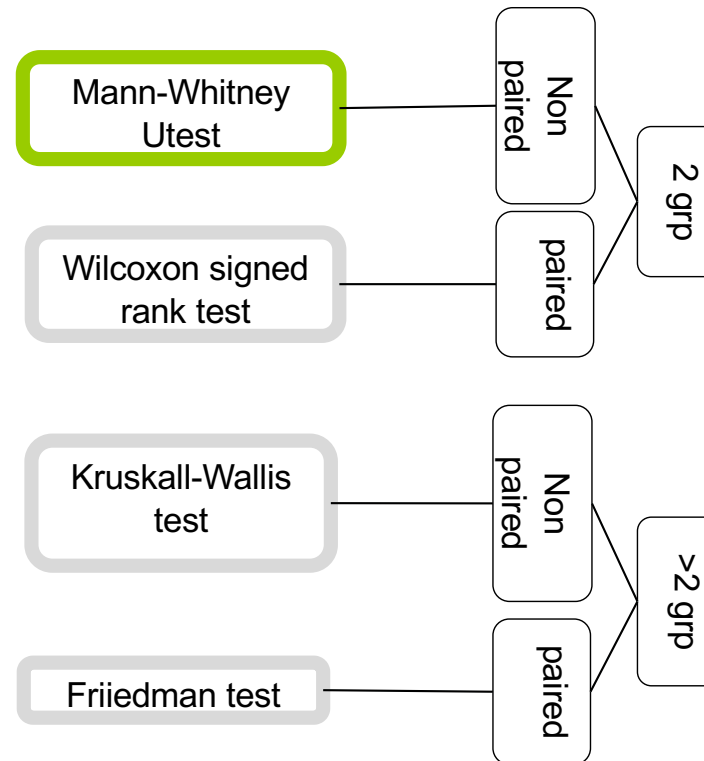 Mann-Whitney
Utest
Non
paired
2 grp
Wilcoxon signed
rank test
paired
Kruskall-Wallis
test
Non
paired
>2 grp
Friiedman test
paired